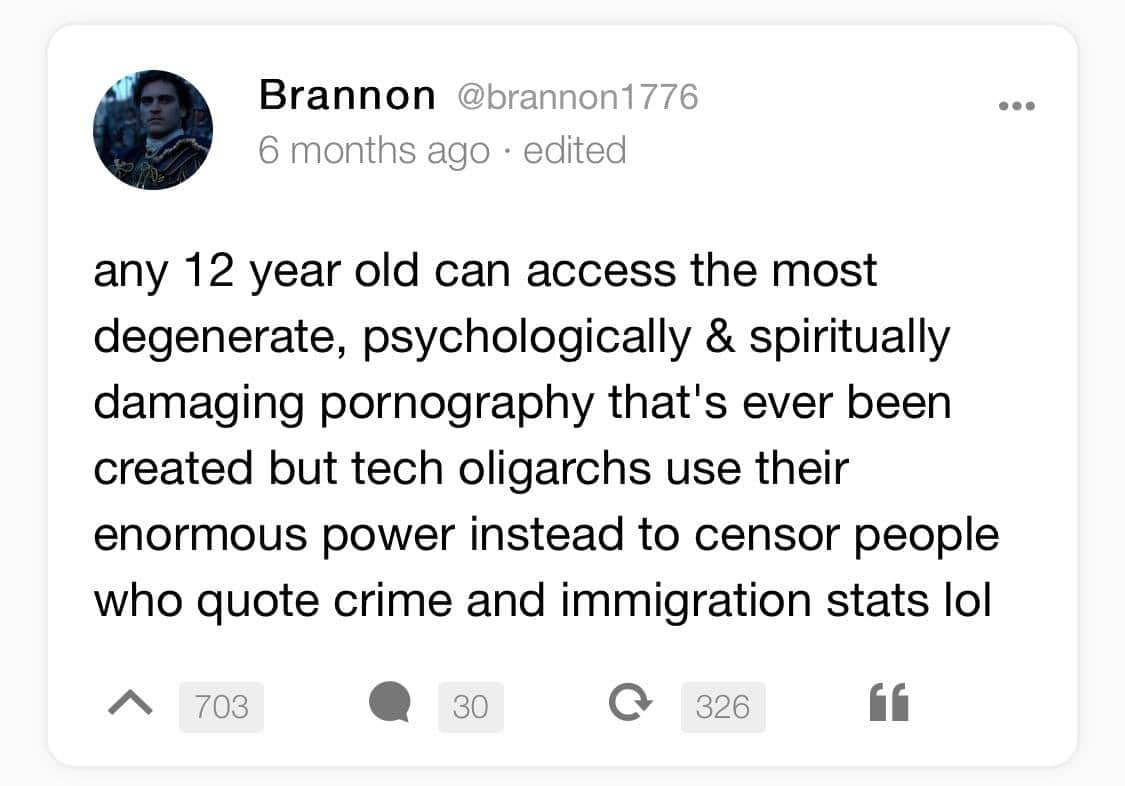 Brannon @brannon1776
6 months ago · edited
any 12 year old can access the most
degenerate, psychologically & spiritually
damaging pornography that's ever been
created but tech oligarchs use their
enormous power instead to censor people
who quote crime and immigration stats lol
703 30 326